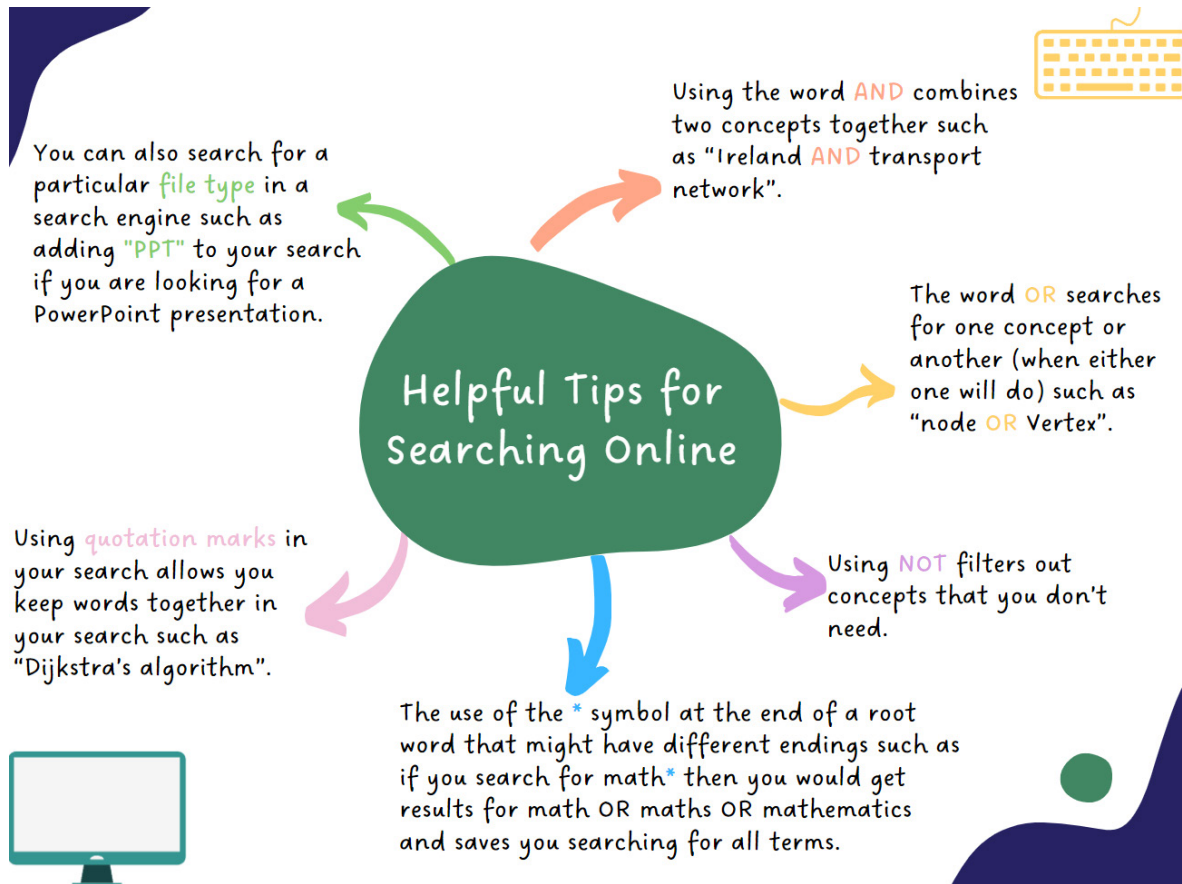 Helpful Tips for
Searching Online
Using the word AND combines
two concepts together such
as “Ireland AND transport
network”.
The word OR searches
for one concept or
another (when either
one will do) such as
“node OR Vertex”.
Using NOT filters out
concepts that you don't
need.
The use of the * symbol at the end of a root
word that might have different endings such as
if you search for math* then you would get
results for math OR maths OR mathematics
and saves you searching for all terms.
Using quotation marks in
your search allows you
keep words together in
your search such as
“Dijkstra's algorithm”.
You can also search for a
particular file type in a
search engine such as
adding "PPT" to your search
if you are looking for a
PowerPoint presentation.